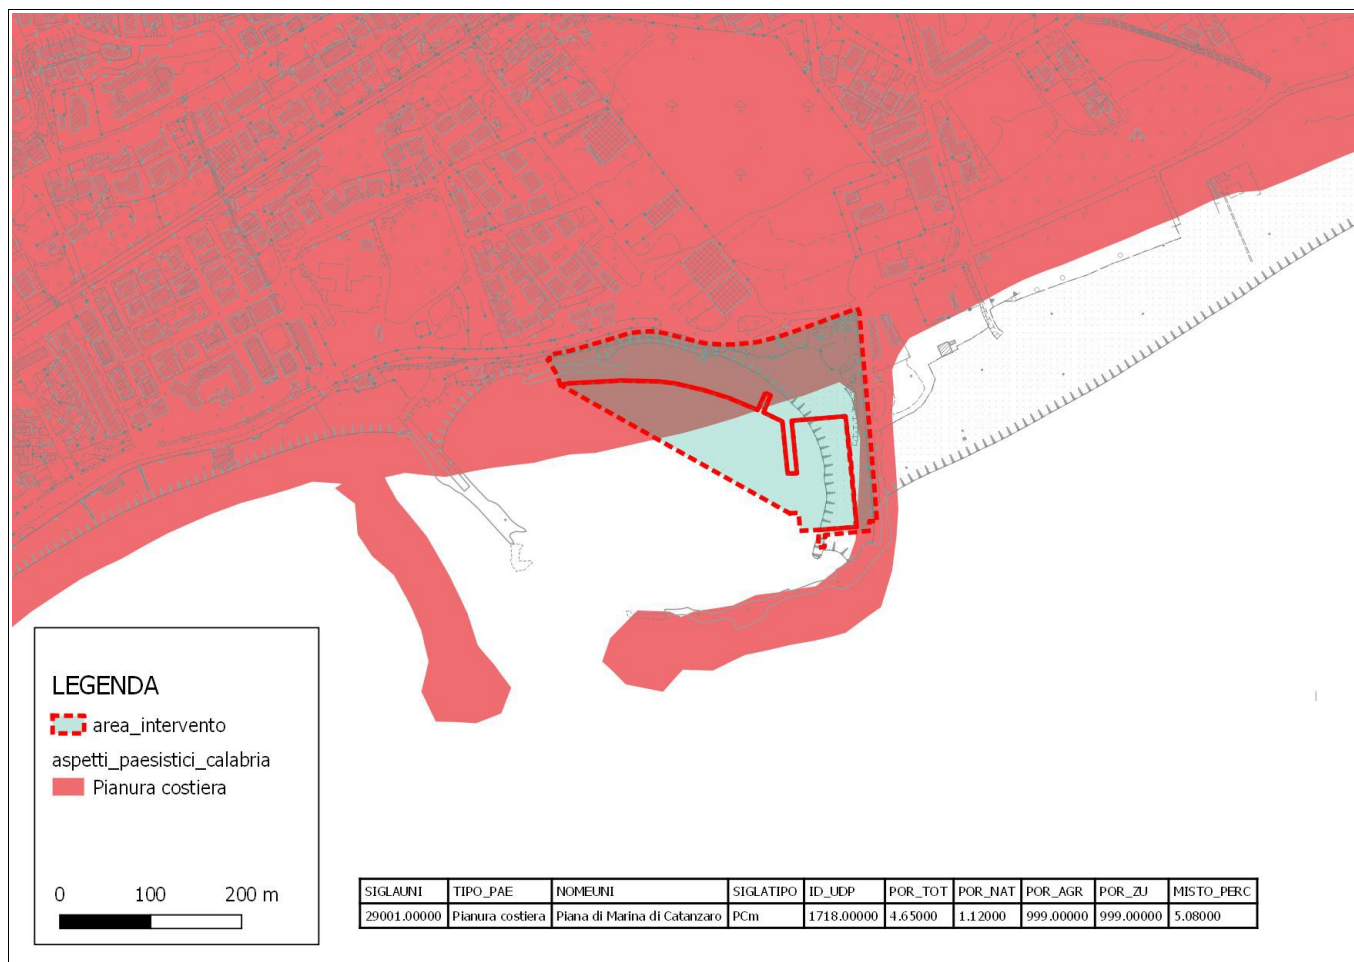 LEGENDA
area_intervento
aspetti_paesistici_calabria
Pianura costiera
0 100 200 m
SIGLAUNI TIPO_PAE NOMEUNI SIGLATIPO ID_UDP POR_TOT POR_NAT POR_AGR POR_ZU MISTO_PERC
29001.00000 Pianura costiera Piana di Marina di Catanzaro PCm 1718.00000 4.65000 1.12000 999.00000 999.00000 5.08000